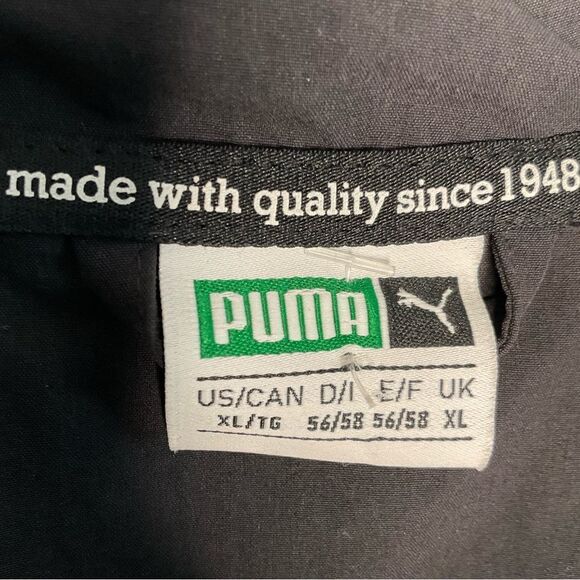 made with quality since 1948
PUMA
US/CAN D/I E/F UK
XL/TG 56/58 56/58 XL